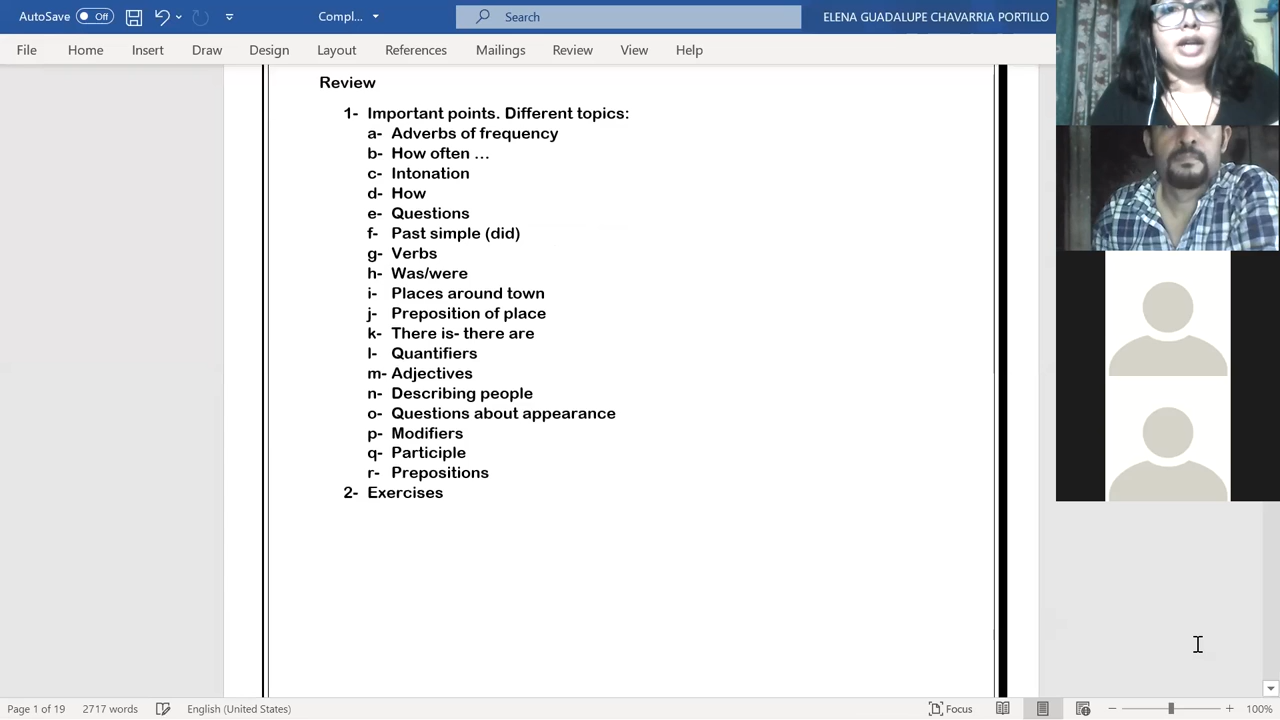 AutoSave Off Compl... Search ELENA GUADALUPE CHAVARRIA PORTILLO
File Home Insert Draw Design Layout References Mailings Review View Help
Review
1- Important points. Different topics:
a- Adverbs of frequency
b- How often ...
c- Intonation
d- How
e- Questions
f- Past simple (did)
g- Verbs
h- Was/were
i- Places around town
j- Preposition of place
k- There is- there are
l- Quantifiers
m- Adjectives
n- Describing people
o- Questions about appearance
p- Modifiers
q- Participle
r- Prepositions
2- Exercises
Page 1 of 19 2717 words English (United States) Focus 100%